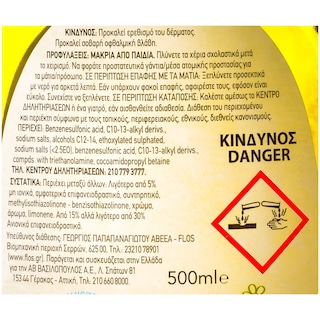 ΚΙΝΔΥΝΟΣ: Προκαλεί ερεθισμό του δέρματος.
Προκαλεί σοβαρή οφθαλμική βλάβη.
ΠΡΟΦΥΛΑΞΕΙΣ: ΜΑΚΡΙΑ ΑΠΟ ΠΑΙΔΙΑ. Πλύνετε τα χέρια σχολαστικά μετά
το χειρισμό. Να φοράτε προστατευτικά γάντια/μέσα ατομικής προστασίας για
τα μάτια/πρόσωπο. ΣΕ ΠΕΡΙΠΤΩΣΗ ΕΠΑΦΗΣ ΜΕ ΤΑ ΜΑΤΙΑ: Ξεπλύνετε προσεκτικά
με νερό για αρκετά λεπτά. Εάν υπάρχουν φακοί επαφής, αφαιρέστε τους, εφόσον είναι
εύκολο. Συνεχίστε να ξεπλένετε. ΣΕ ΠΕΡΙΠΤΩΣΗ ΚΑΤΑΠΟΣΗΣ: Καλέστε αμέσως το ΚΕΝΤΡΟ
ΔΗΛΗΤΗΡΙΑΣΕΩΝ ή ένα γιατρό, εάν αισθανθείτε αδιαθεσία. Διάθεση του περιεχομένου
και περιέκτη σύμφωνα με τους τοπικούς, περιφερειακούς, εθνικούς, διεθνείς κανονισμούς.
ΠΕΡΙΕΧΕΙ: Benzenesulfonic acid, C10-13-alkyl derivs.,
sodium salts, alcohols C12-14, ethoxylated sulphated,
sodium salts (<2.5EO), benzenesulfonic acid, C10-13-alkyl derivs.,
compds. with triethanolamine, cocoamidopropyl betaine
ΤΗΛ. ΚΕΝΤΡΟΥ ΔΗΛΗΤΗΡΙΑΣΕΩΝ: 210 779 3777.
ΣΥΣΤΑΤΙΚΑ: Περιέχει μεταξύ άλλων. Λιγότερο από 5%
μη ιονικά, αμφοτερικά επιφανειοδραστικά, συντηρητικό,
methylisothiazolinone - benzisothiazolinone, χρώμα,
άρωμα, limonene. Από 15% αλλά λιγότερο από 30%
Ανιονικά επιφανειοδραστικά.
Υπεύθυνος διάθεσης: ΓΕΩΡΓΙΟΣ ΠΑΠΑΠΑΝΑΓΙΩΤΟΥ ΑΒΕΕΑ - FLOS
Βιομηχανική περιοχή Σερρών, 625.00, Τηλ. 23210 78901
(www.flos.gr). Παράγεται και συσκευάζεται στην Ελλάδα
για την ΑΒ ΒΑΣΙΛΟΠΟΥΛΟΣ Α.Ε., Λ. Σπάτων 81
153 44 Γέρακας - Αττική, Τηλ. 210 660 8000.
ΚΙΝΔΥΝΟΣ
DANGER
500ml℮